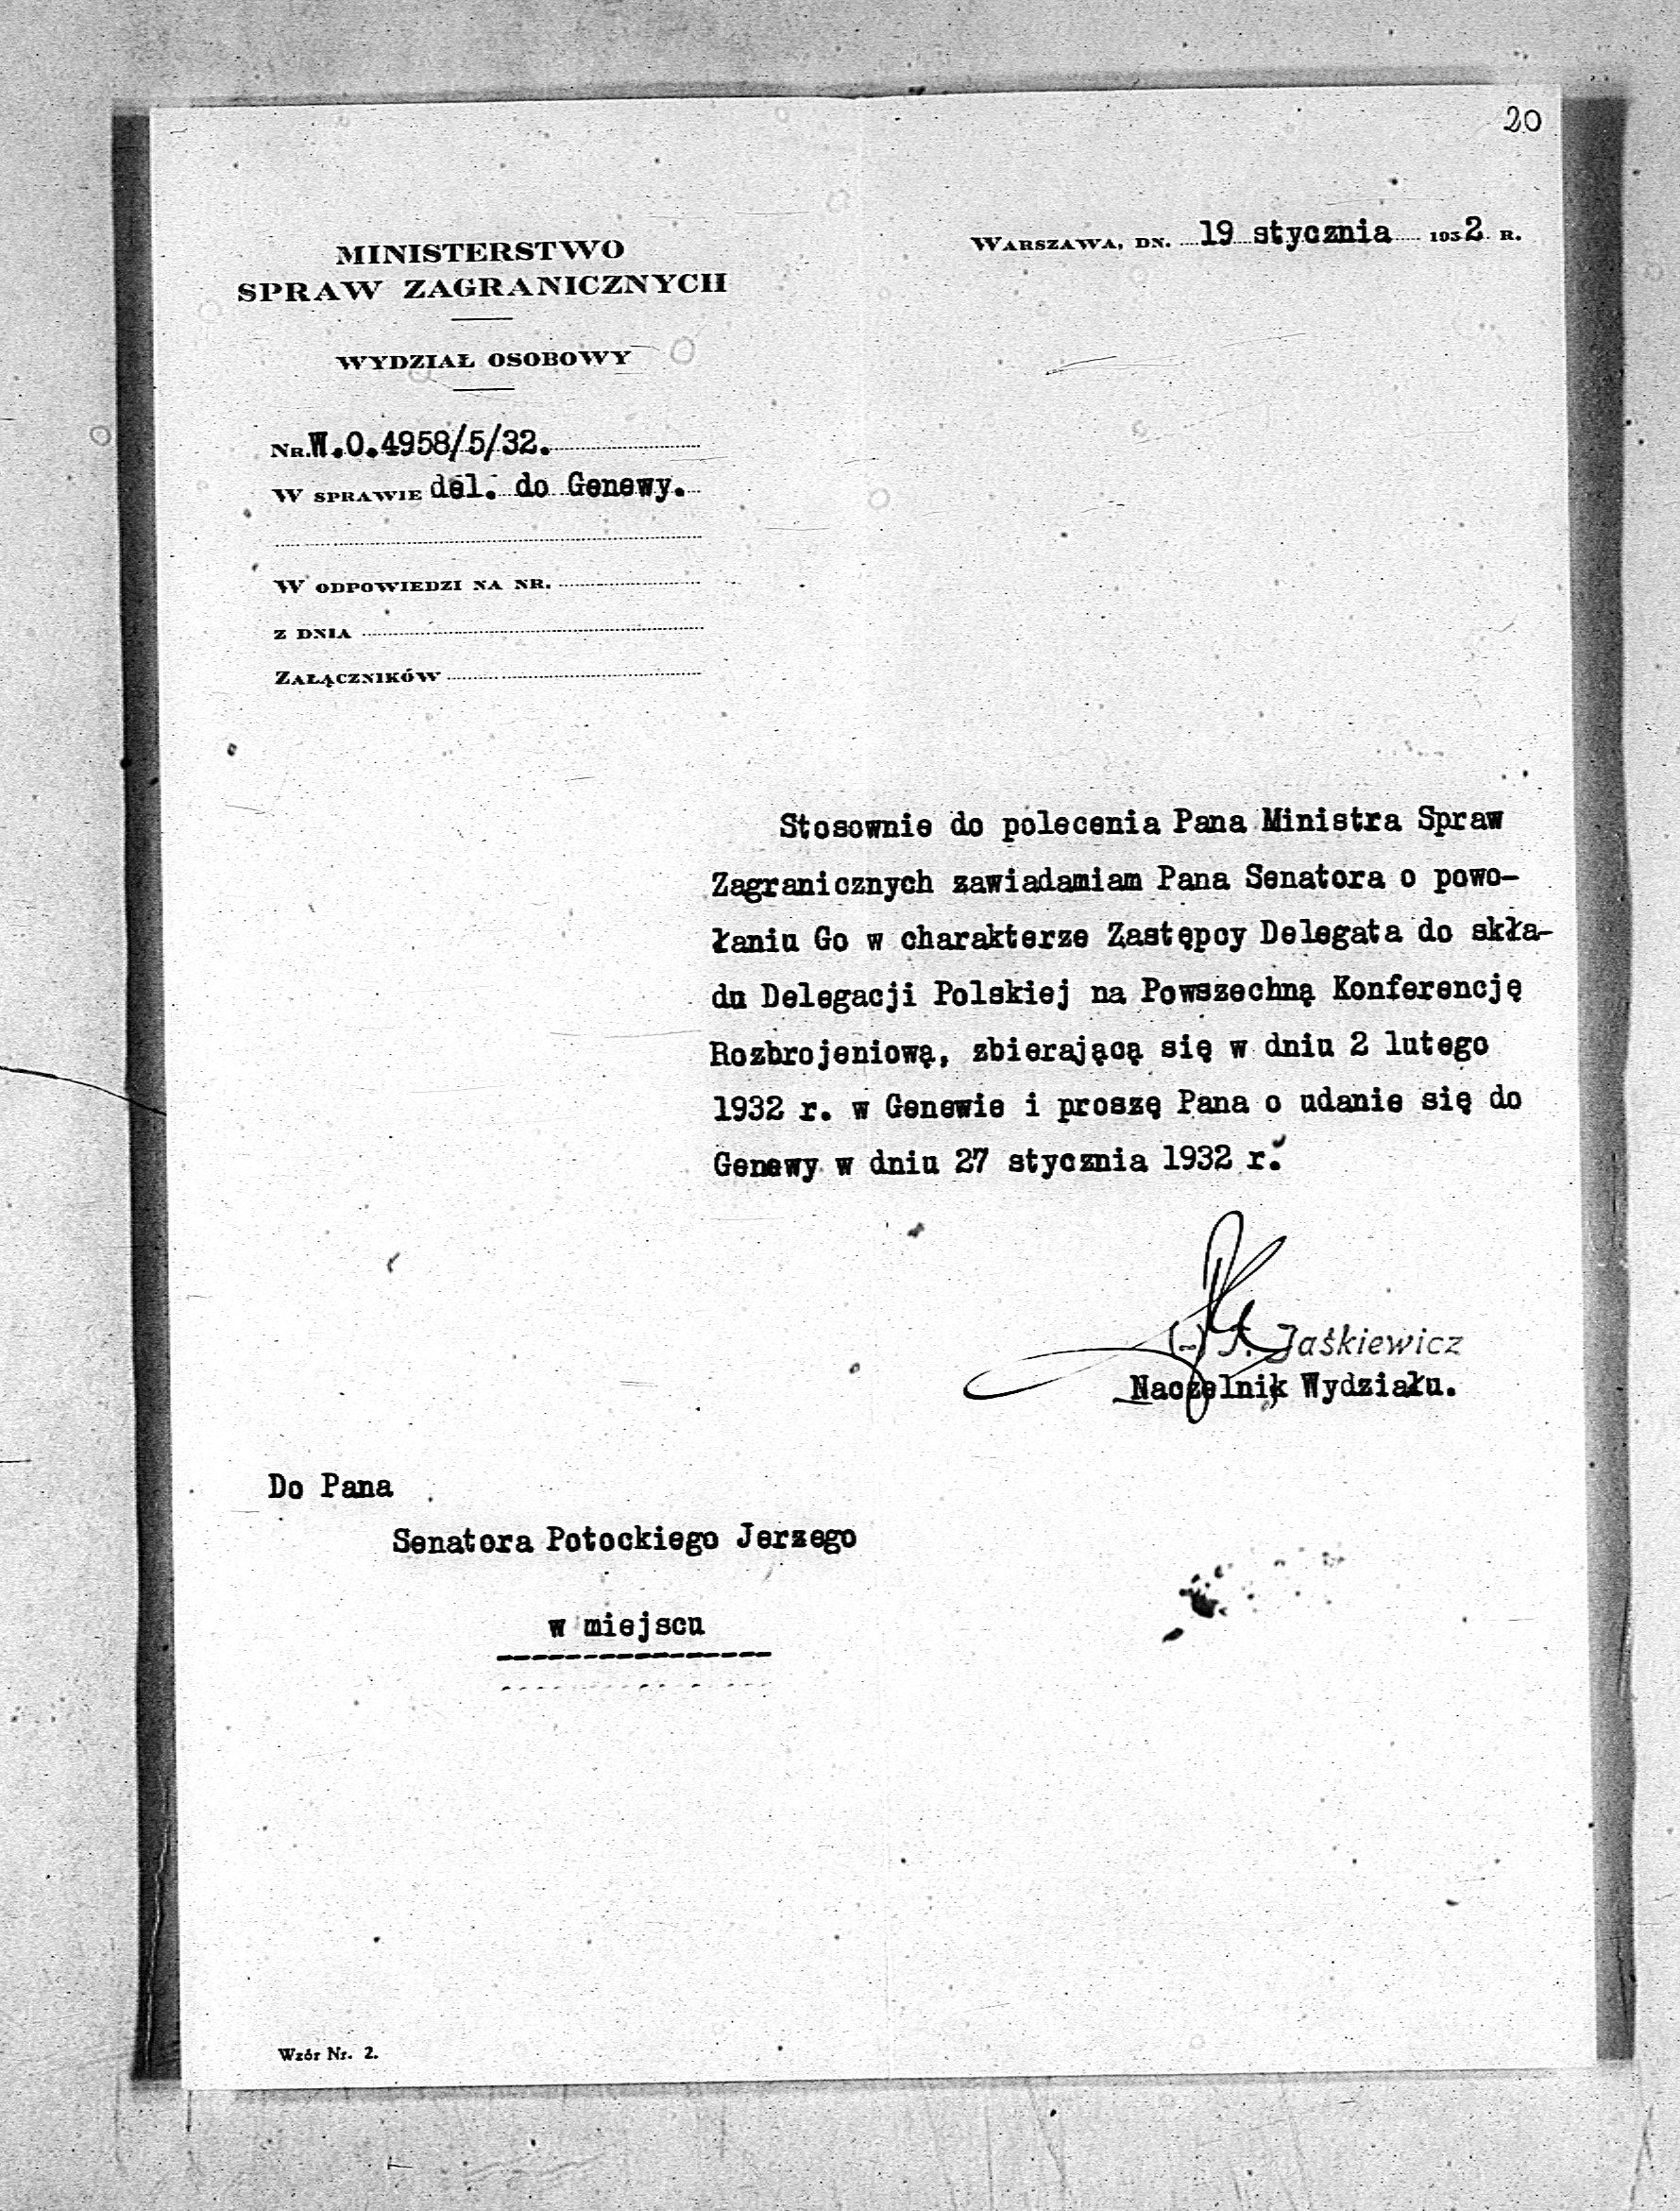 20
WARSZAWA, DN. 19 stycznia 1932 R.
MINISTERSTWO
SPRAW ZAGRANICZNYCH
WYDZIAŁ OSOBOWY
NR. W.O.4958/5/32.
W SPRAWIE del. do Genewy.
W ODPOWIEDZI NA NR.
Z DNIA
ZAŁĄCZNIKÓW
Stosownie do polecenia Pana Ministra Spraw
Zagranicznych zawiadamiam Pana Senatora o powo-
łaniu Go w charakterze Zastępcy Delegata do skła-
du Delegacji Polskiej na Powszechną Konferencję
Rozbrojeniową, zbierającą się w dniu 2 lutego
1932 r. w Genewie i proszę Pana o udanie się do
Genewy w dniu 27 stycznia 1932 r.
(-) Jaśkiewicz
Naczelnik Wydziału.
Do Pana
Senatora Potockiego Jerzego
w miejscu
Wzór Nr. 2.